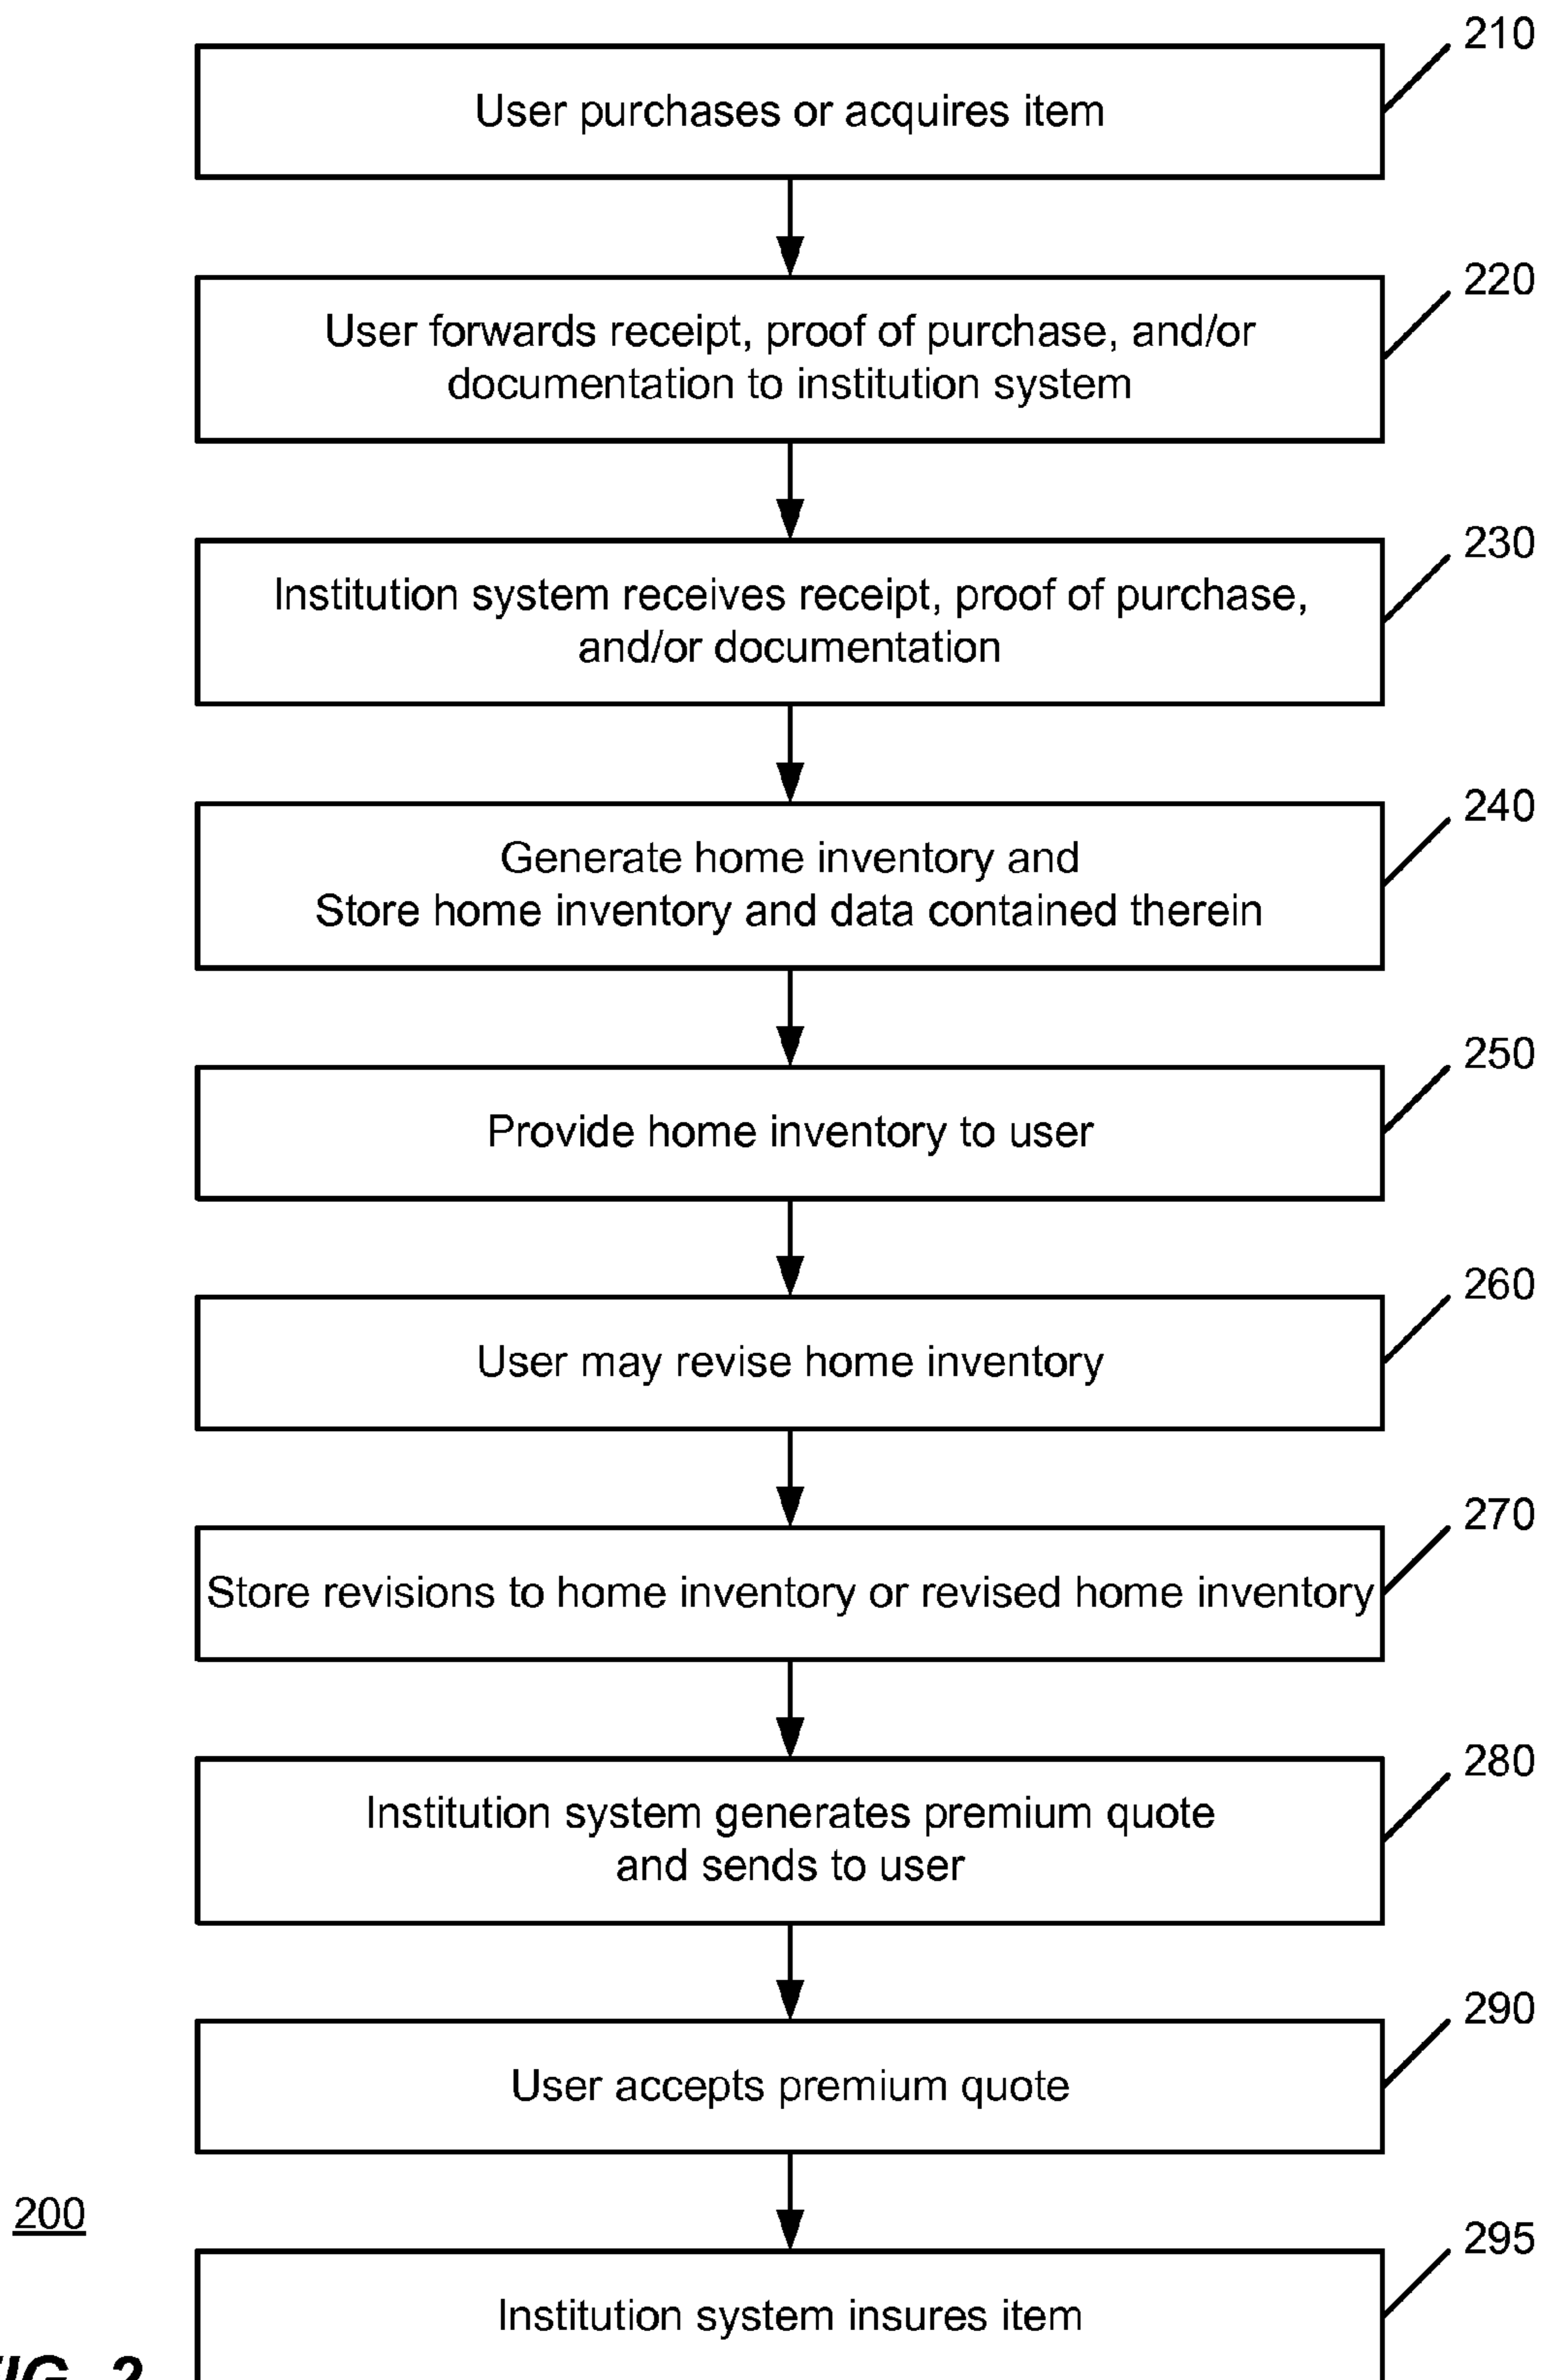 210
User purchases or acquires item
220
User forwards receipt, proof of purchase, and/or
documentation to institution system
230
Institution system receives receipt, proof of purchase,
and/or documentation
240
Generate home inventory and
Store home inventory and data contained therein
250
Provide home inventory to user
260
User may revise home inventory
270
Store revisions to home inventory or revised home inventory
280
Institution system generates premium quote
and sends to user
290
User accepts premium quote
200
295
Institution system insures item